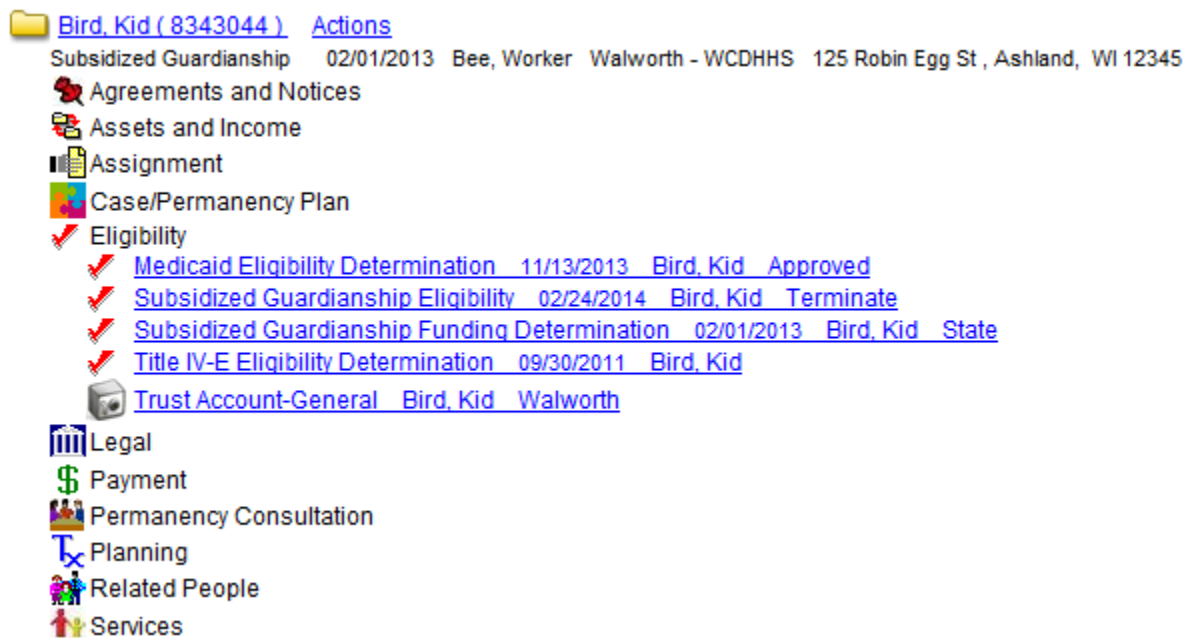 Bird, Kid ( 8343044 ) Actions
Subsidized Guardianship 02/01/2013 Bee, Worker Walworth - WCDHHS 125 Robin Egg St , Ashland, WI 12345
Agreements and Notices
Assets and Income
Assignment
Case/Permanency Plan
Eligibility
Medicaid Eligibility Determination 11/13/2013 Bird, Kid Approved
Subsidized Guardianship Eligibility 02/24/2014 Bird, Kid Terminate
Subsidized Guardianship Funding Determination 02/01/2013 Bird, Kid State
Title IV-E Eligibility Determination 09/30/2011 Bird, Kid
Trust Account-General Bird, Kid Walworth
Legal
$ Payment
Permanency Consultation
Tx Planning
Related People
Services